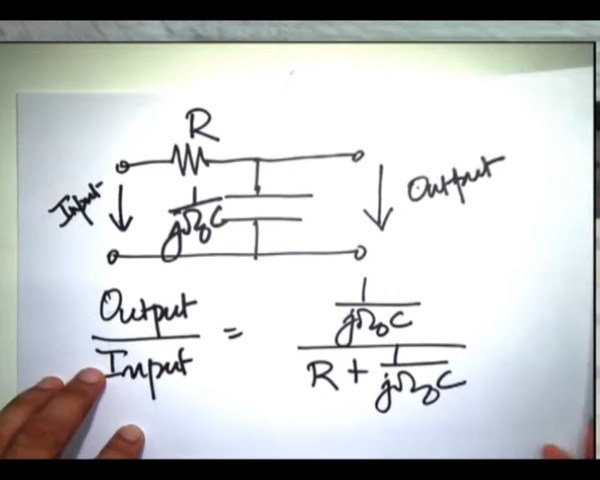 R
Input
1/jΩ₀C
Output
Output/Input = (1/jΩ₀C)/(R + 1/jΩ₀C)